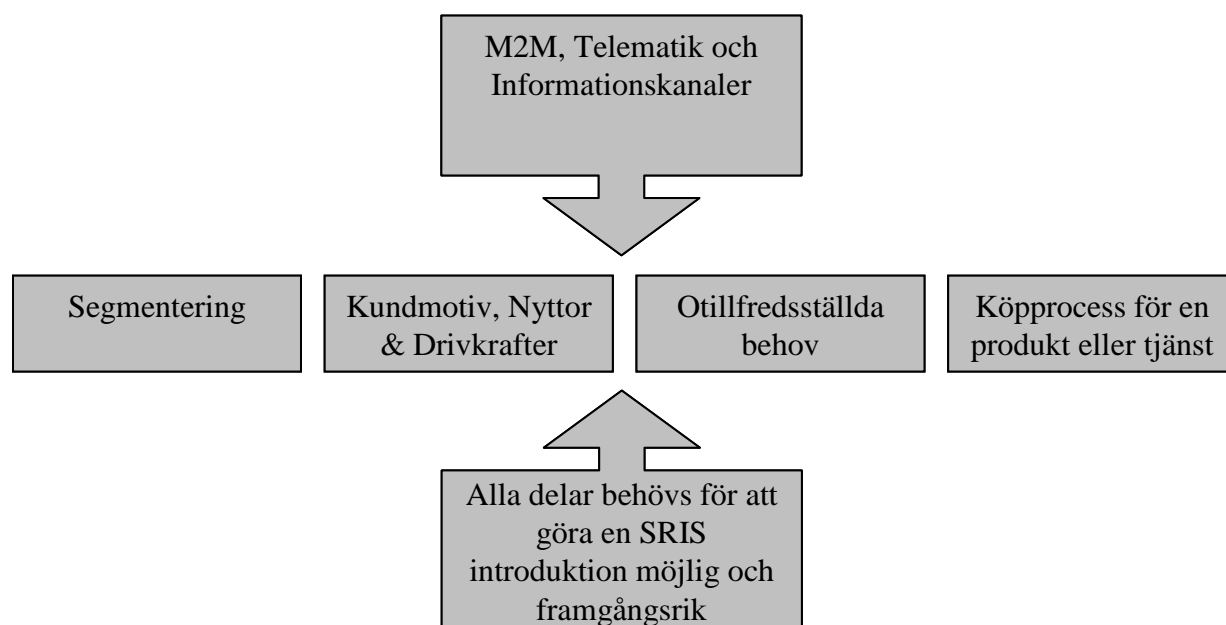 M2M, Telematik och
Informationskanaler
Segmentering
Kundmotiv, Nyttor
& Drivkrafter
Otillfredsställda
behov
Köpprocess för en
produkt eller tjänst
Alla delar behövs för att
göra en SRIS
introduktion möjlig och
framgångsrik